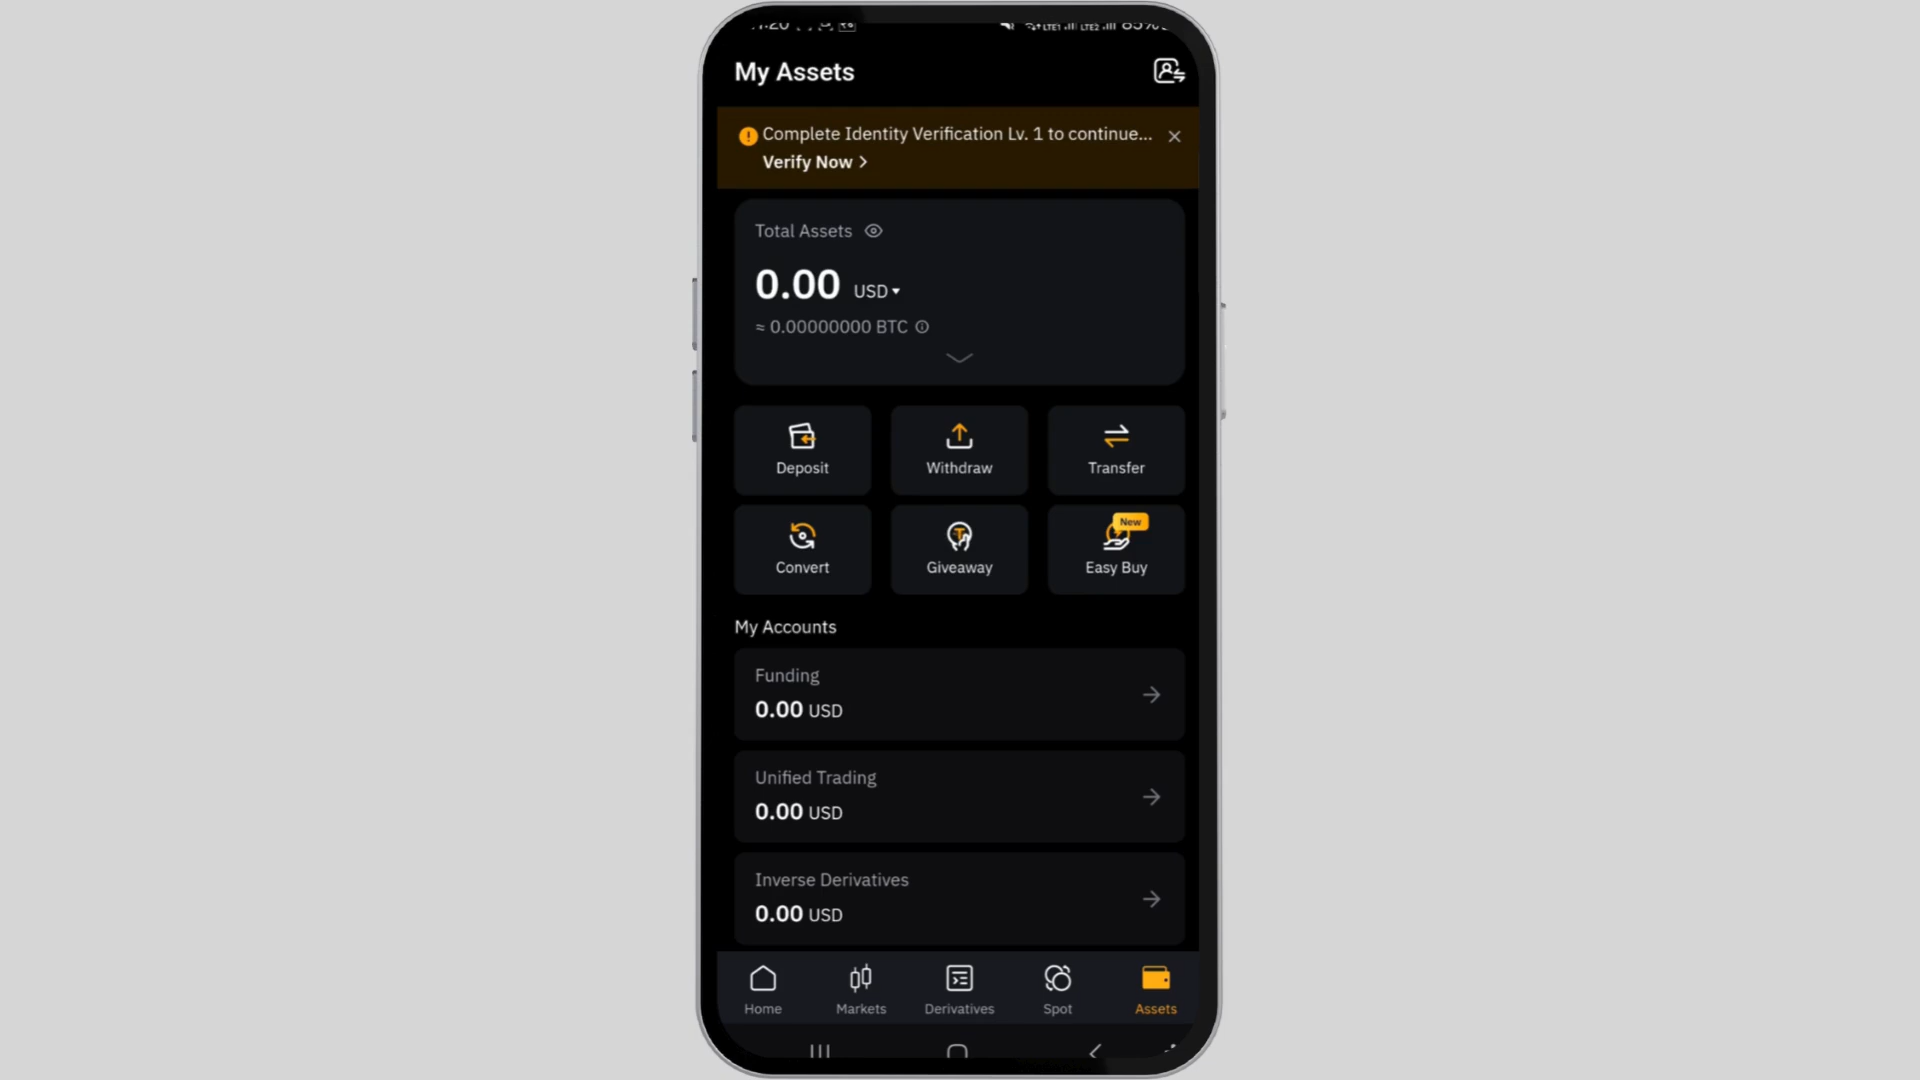 My Assets
Complete Identity Verification Lv. 1 to continue...
Verify Now >
Total Assets
0.00 USD
≈ 0.00000000 BTC
Deposit
Withdraw
Transfer
Convert
Giveaway
New
Easy Buy
My Accounts
Funding
0.00 USD
Unified Trading
0.00 USD
Inverse Derivatives
0.00 USD
Home
Markets
Derivatives
Spot
Assets